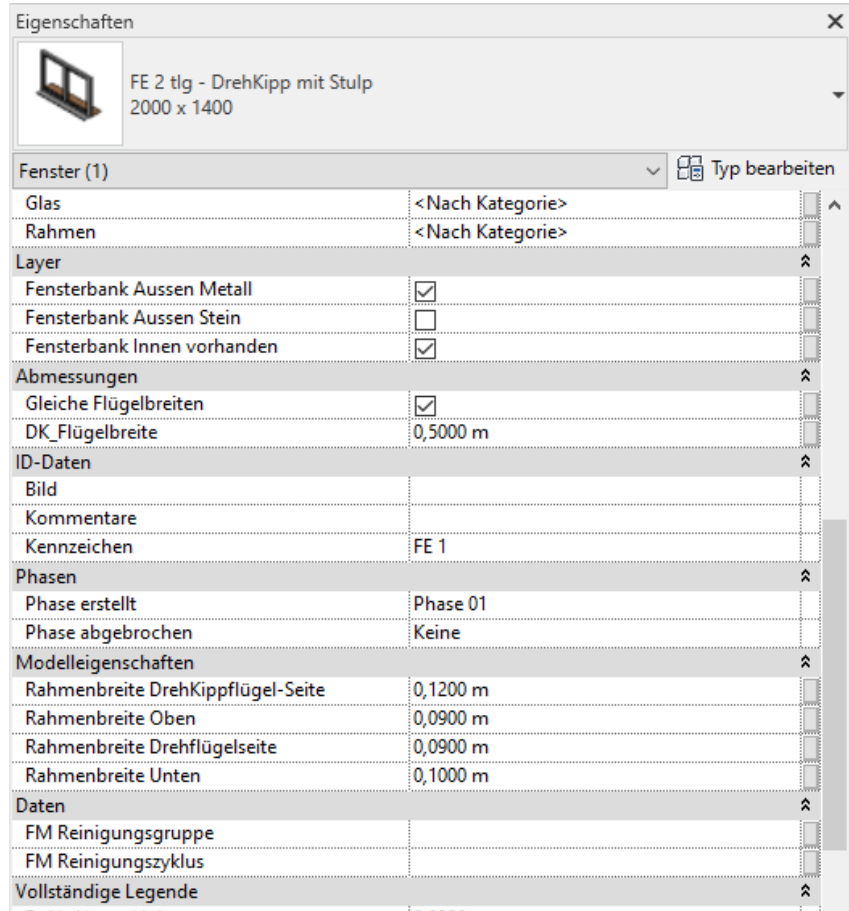 Eigenschaften
FE 2 tlg - DrehKipp mit Stulp
2000 x 1400
Fenster (1) Typ bearbeiten
Glas <Nach Kategorie>
Rahmen <Nach Kategorie>
Layer
Fensterbank Aussen Metall
Fensterbank Aussen Stein
Fensterbank Innen vorhanden
Abmessungen
Gleiche Flügelbreiten
DK_Flügelbreite 0,5000 m
ID-Daten
Bild
Kommentare
Kennzeichen FE 1
Phasen
Phase erstellt Phase 01
Phase abgebrochen Keine
Modelleigenschaften
Rahmenbreite DrehKippflügel-Seite 0,1200 m
Rahmenbreite Oben 0,0900 m
Rahmenbreite Drehflügelseite 0,0900 m
Rahmenbreite Unten 0,1000 m
Daten
FM Reinigungsgruppe
FM Reinigungszyklus
Vollständige Legende